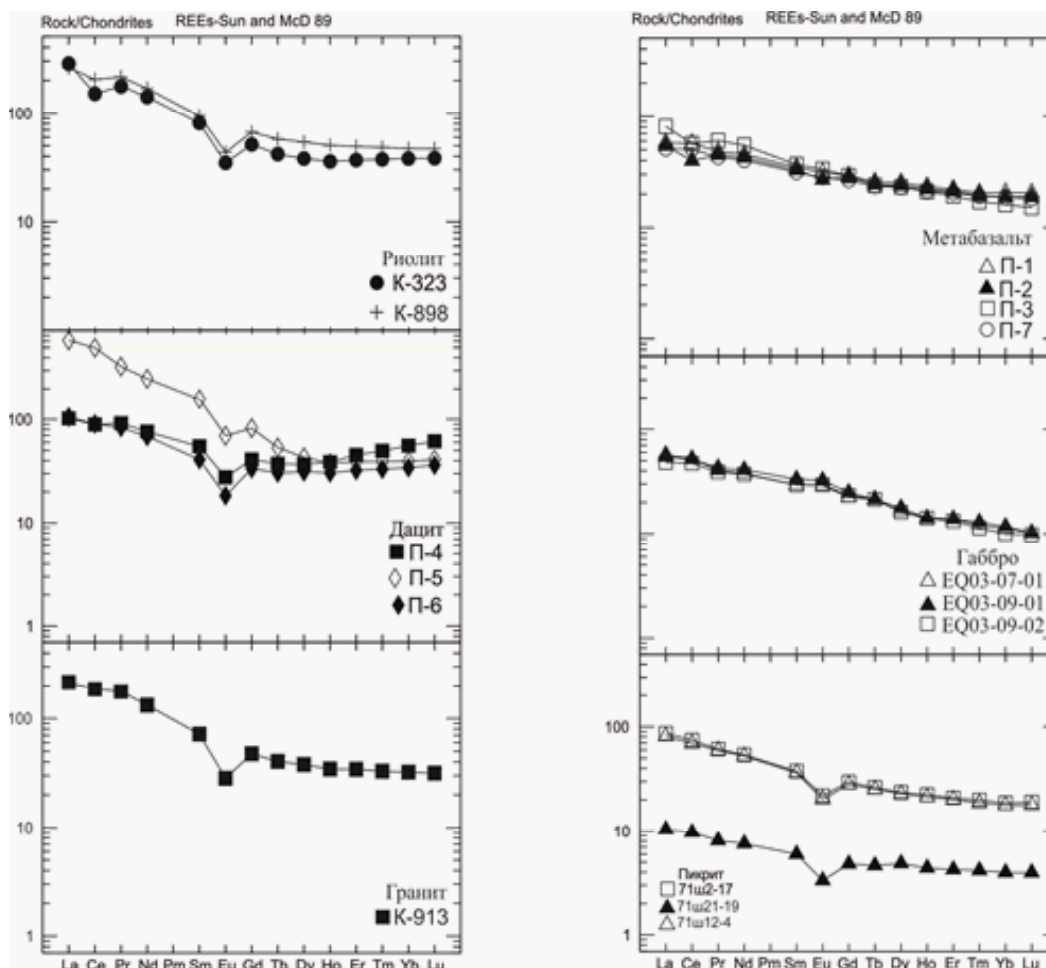 Rock/Chondrites REEs-Sun and McD 89
100
10
Риолит
К-323
К-898
100
10
Дацит
П-4
П-5
П-6
1
100
10
Гранит
К-913
1
La Ce Pr Nd Pm Sm Eu Gd Tb Dy Ho Er Tm Yb Lu
Rock/Chondrites REEs-Sun and McD 89
Метабазальт
П-1
П-2
П-3
П-7
Габбро
EQ03-07-01
EQ03-09-01
EQ03-09-02
100
10
Пикрит
71ш2-17
71ш21-19
71ш12-4
1
La Ce Pr Nd Pm Sm Eu Gd Tb Dy Ho Er Tm Yb Lu